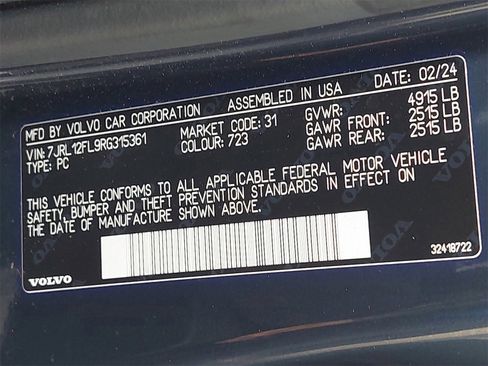 MFD BY VOLVO CAR CORPORATION ASSEMBLED IN USA DATE: 02/24
VIN: 7JRL12FL9RG315361 MARKET CODE: 31 GVWR: 4915 LB
TYPE: PC COLOUR: 723 GAWR FRONT: 2515 LB
GAWR REAR: 2515 LB
THIS VEHICLE CONFORMS TO ALL APPLICABLE FEDERAL MOTOR VEHICLE
SAFETY, BUMPER AND THEFT PREVENTION STANDARDS IN EFFECT ON
THE DATE OF MANUFACTURE SHOWN ABOVE.
VOLVO 32418722